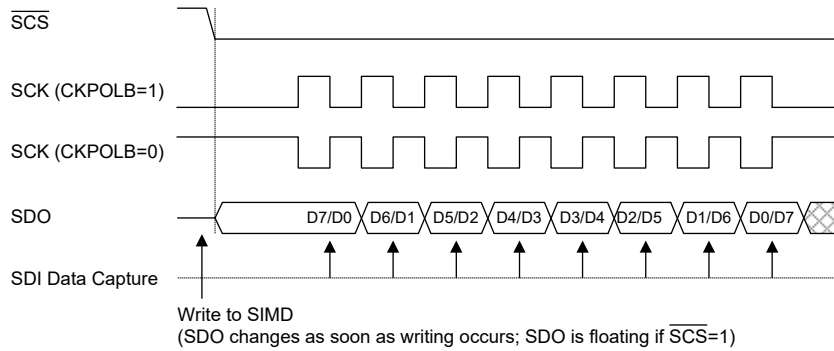 SCS
SCK (CKPOLB=1)
SCK (CKPOLB=0)
SDO D7/D0 D6/D1 D5/D2 D4/D3 D3/D4 D2/D5 D1/D6 D0/D7
SDI Data Capture
Write to SIMD
(SDO changes as soon as writing occurs; SDO is floating if SCS=1)